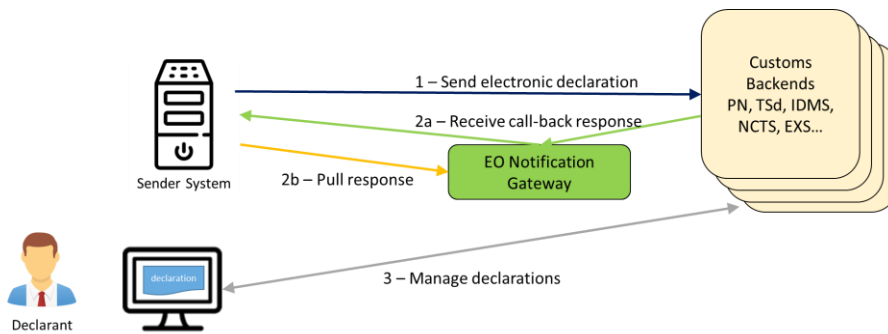 Customs
Backends
PN, TSd, IDMS,
NCTS, EXS...
1 – Send electronic declaration
2a – Receive call-back response
EO Notification
Gateway
2b – Pull response
Sender System
declaration
3 – Manage declarations
Declarant